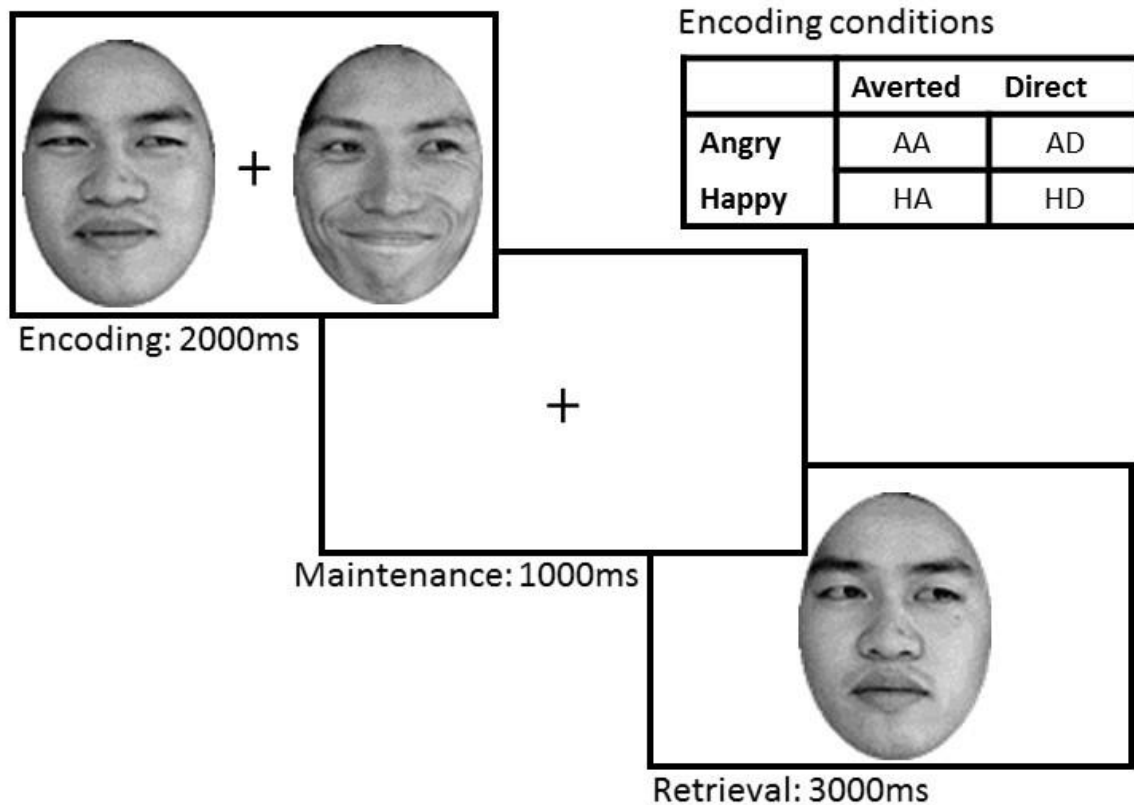 Encoding conditions
Averted Direct
Angry AA AD
Happy HA HD
+
Encoding: 2000ms
+
Maintenance: 1000ms
Retrieval: 3000ms